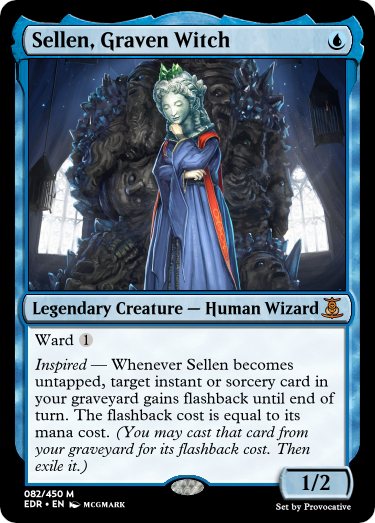 Sellen, Graven Witch
Legendary Creature — Human Wizard
Ward 1
Inspired — Whenever Sellen becomes
untapped, target instant or sorcery card in
your graveyard gains flashback until end of
turn. The flashback cost is equal to its
mana cost. (You may cast that card from
your graveyard for its flashback cost. Then
exile it.)
1/2
082/450 M
EDR • EN MCGMARK
Set by Provocative